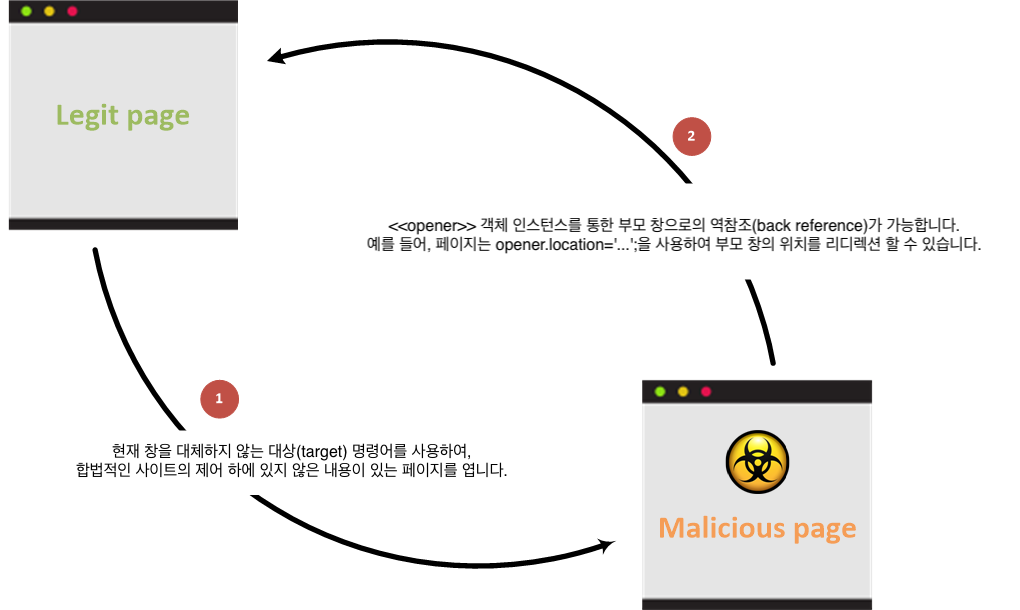 Legit page
2
<<opener>> 객체 인스턴스를 통한 부모 창으로의 역참조(back reference)가 가능합니다.
예를 들어, 페이지는 opener.location='...';을 사용하여 부모 창의 위치를 리디렉션 할 수 있습니다.
1
현재 창을 대체하지 않는 대상(target) 명령어를 사용하여,
합법적인 사이트의 제어 하에 있지 않은 내용이 있는 페이지를 엽니다.
Malicious page